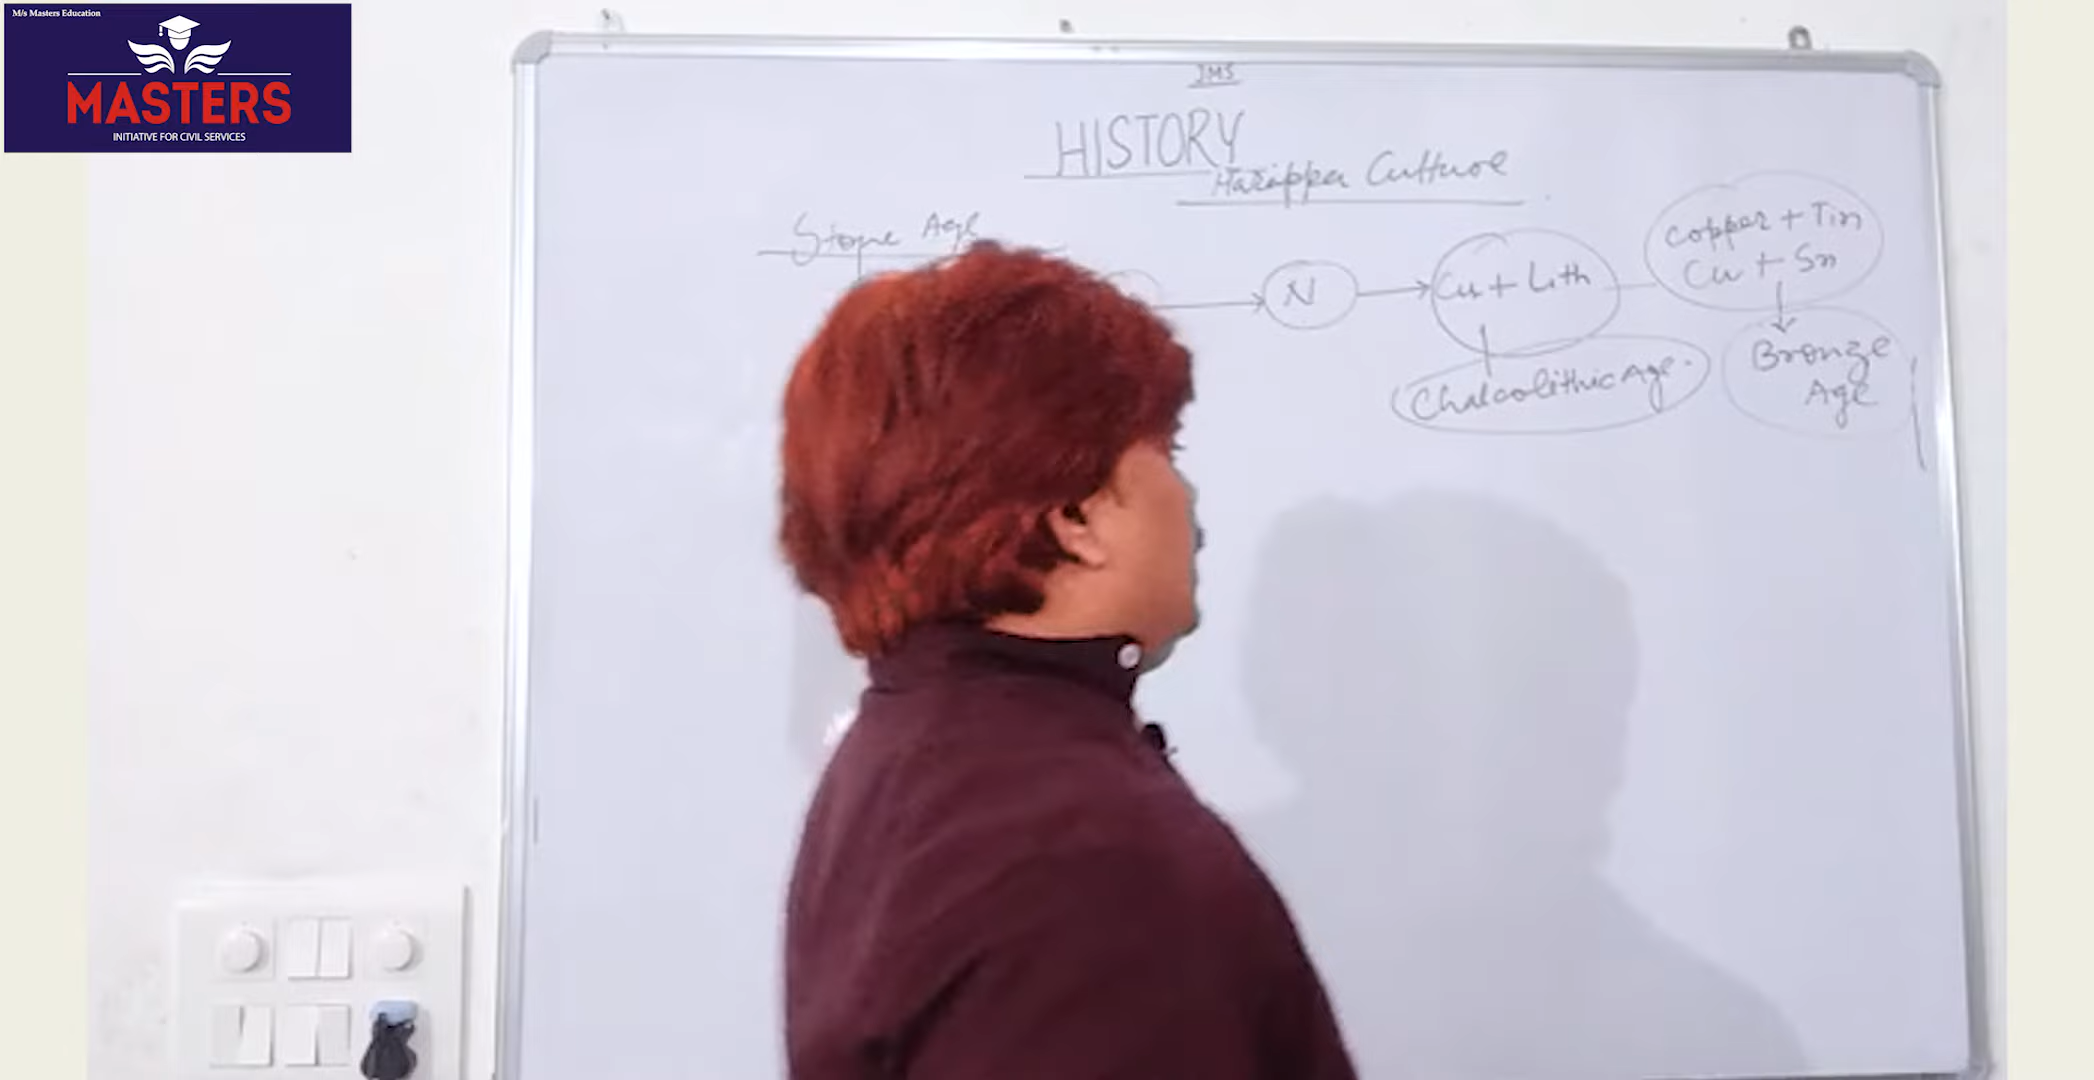 M/s Masters Education
MASTERS
INITIATIVE FOR CIVIL SERVICES
JMS
HISTORY
Harappa Culture
Stone Age
N
Cu + Lith
Copper + Tin
Cu + Sn
Chalcolithic Age.
Bronze
Age